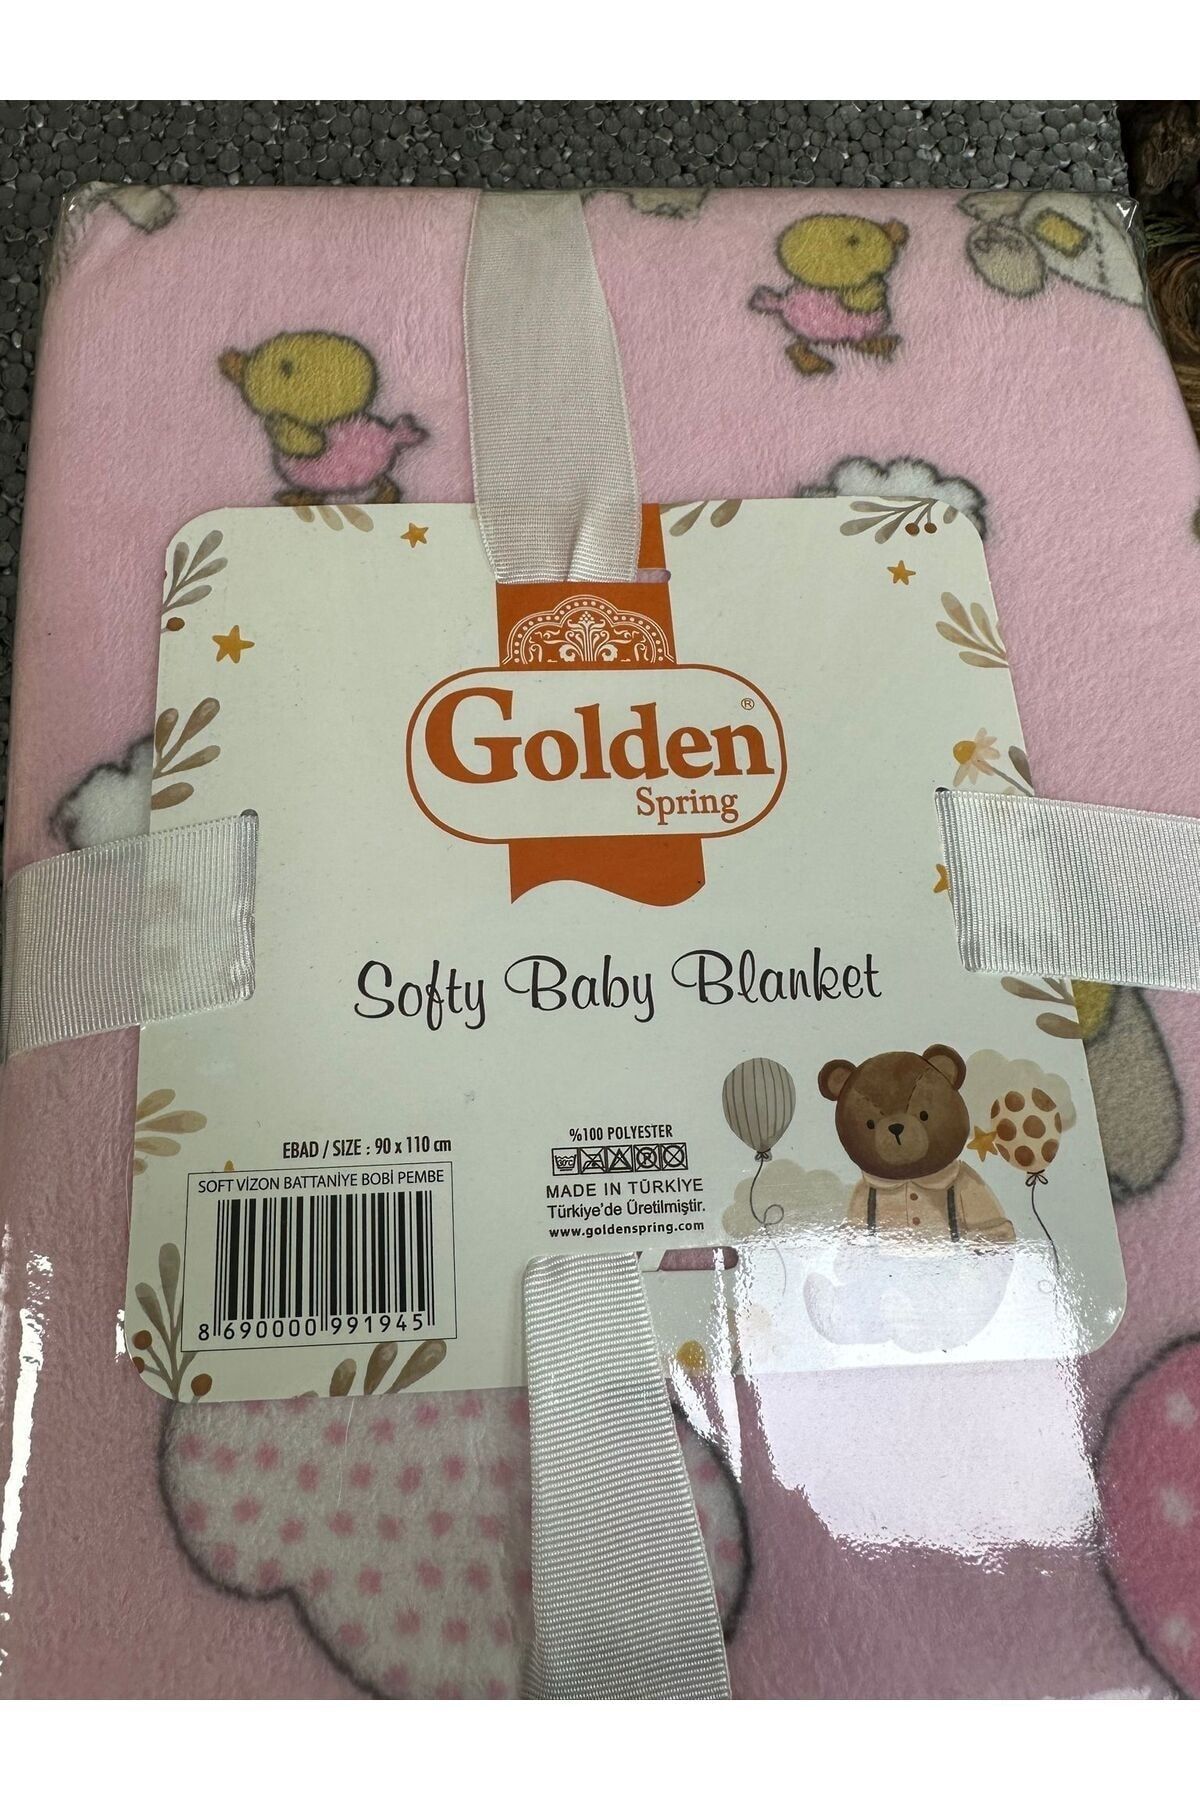 Golden®
Spring
Softy Baby Blanket
EBAD / SIZE : 90 x 110 cm
SOFT VİZON BATTANİYE BOBİ PEMBE
8 690000 991945
%100 POLYESTER
30°C
MADE IN TÜRKİYE
Türkiye'de Üretilmiştir.
www.goldenspring.com